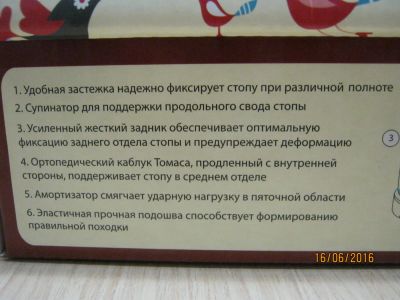 1. Удобная застежка надежно фиксирует стопу при различной полноте
2. Супинатор для поддержки продольного свода стопы
3. Усиленный жесткий задник обеспечивает оптимальную
фиксацию заднего отдела стопы и предупреждает деформацию
4. Ортопедический каблук Томаса, продленный с внутренней
стороны, поддерживает стопу в среднем отделе
5. Амортизатор смягчает ударную нагрузку в пяточной области
6. Эластичная прочная подошва способствует формированию
правильной походки
3
16/06/2016